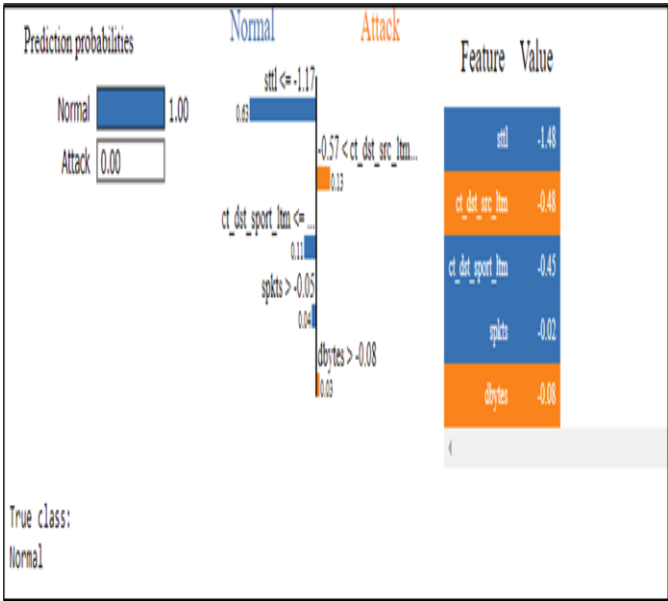 Prediction probabilities
Normal 1.00
Attack 0.00
Normal Attack
sttl <= -1.17
0.63
-0.57 < ct_dst_src_ltm...
0.13
ct_dst_sport_ltm <= ...
0.11
spkts > -0.05
0.04
dbytes > -0.08
0.03
Feature Value
sttl -1.48
ct_dst_src_ltm -0.48
ct_dst_sport_ltm -0.45
spkts -0.02
dbytes -0.08
True class:
Normal